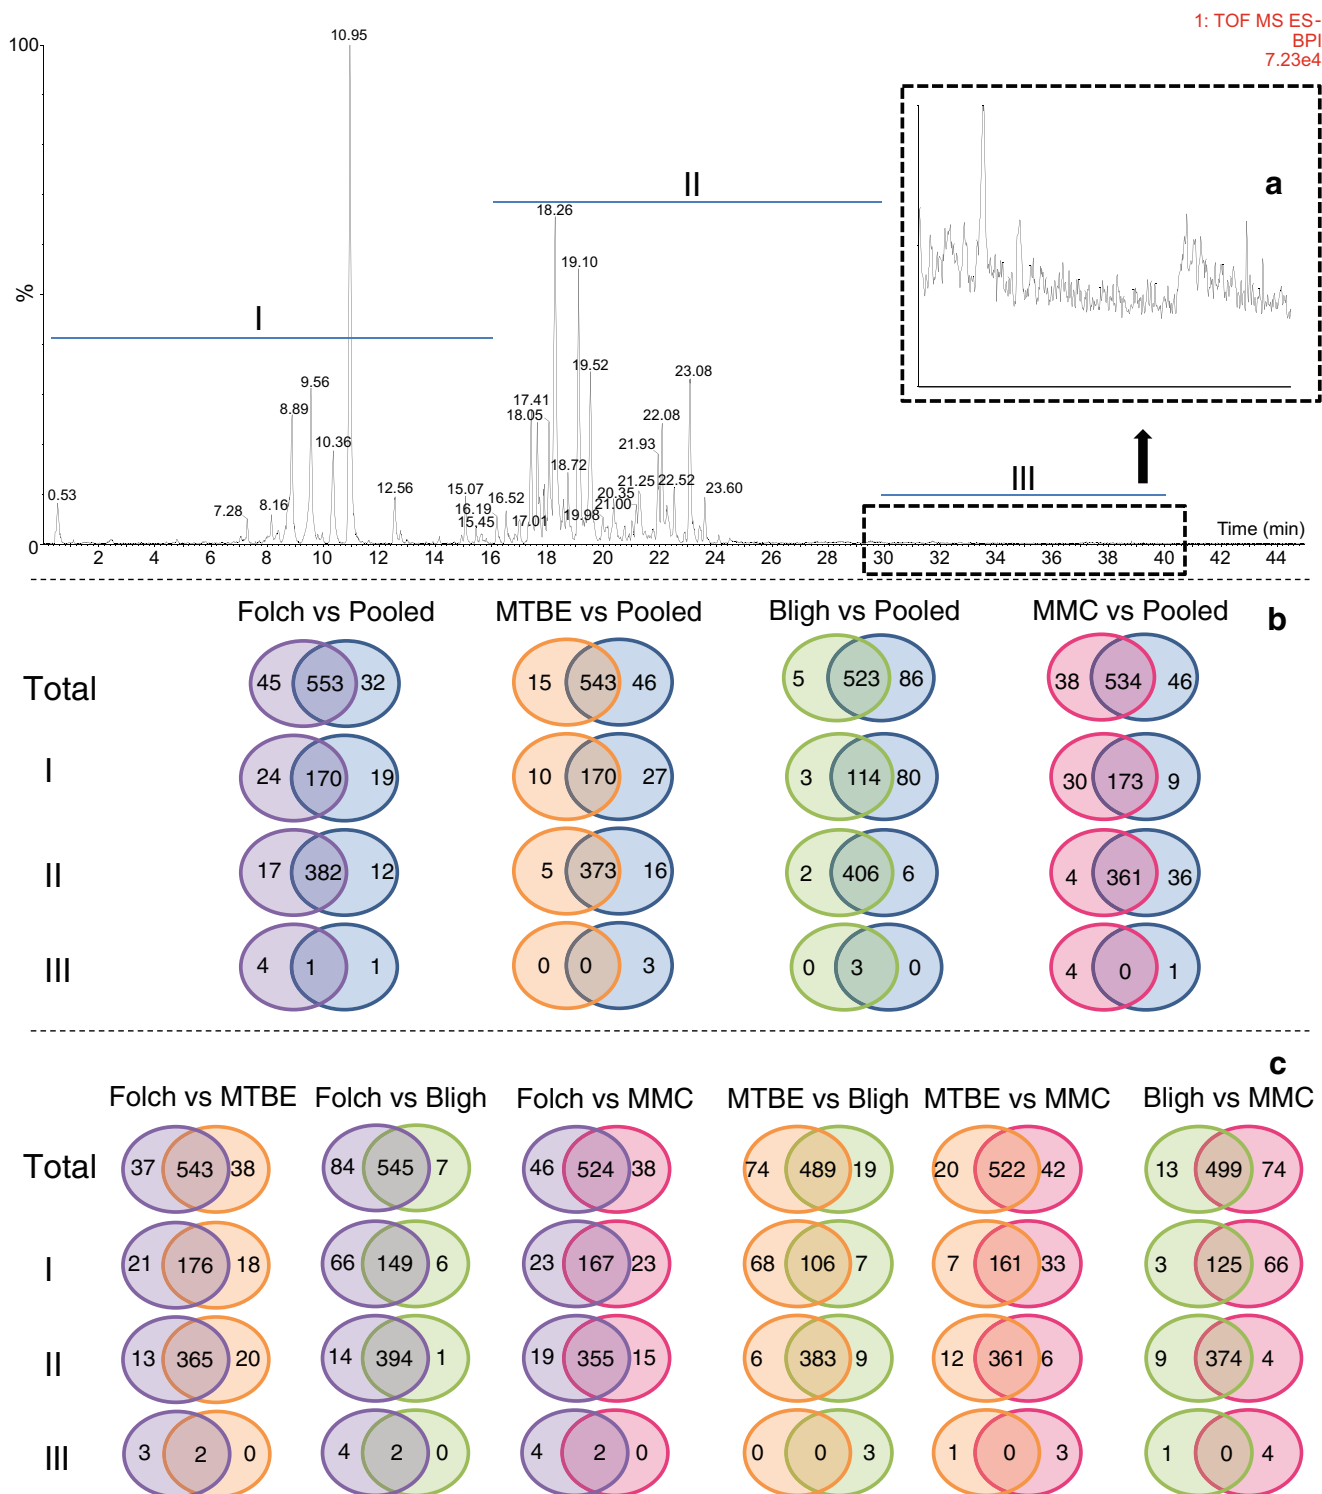 1: TOF MS ES-
BPI
7.23e4
100
%
0
10.95
a
II
18.26
19.10
I
19.52
23.08
9.56
17.41
8.89
18.05
22.08
10.36
21.93
18.72
12.56
15.07
21.25
22.52
23.60
III
0.53
7.28
8.16
16.19
15.45
16.52
17.01
20.35
21.00
19.98
Time (min)
2 4 6 8 10 12 14 16 18 20 22 24 26 28 30 32 34 36 38 40 42 44
b
Folch vs Pooled MTBE vs Pooled Bligh vs Pooled MMC vs Pooled
Total 45 553 32 15 543 46 5 523 86 38 534 46
I 24 170 19 10 170 27 3 114 80 30 173 9
II 17 382 12 5 373 16 2 406 6 4 361 36
III 4 1 1 0 0 3 0 3 0 4 0 1
c
Folch vs MTBE Folch vs Bligh Folch vs MMC MTBE vs Bligh MTBE vs MMC Bligh vs MMC
Total 37 543 38 84 545 7 46 524 38 74 489 19 20 522 42 13 499 74
I 21 176 18 66 149 6 23 167 23 68 106 7 7 161 33 3 125 66
II 13 365 20 14 394 1 19 355 15 6 383 9 12 361 6 9 374 4
III 3 2 0 4 2 0 4 2 0 0 0 3 1 0 3 1 0 4